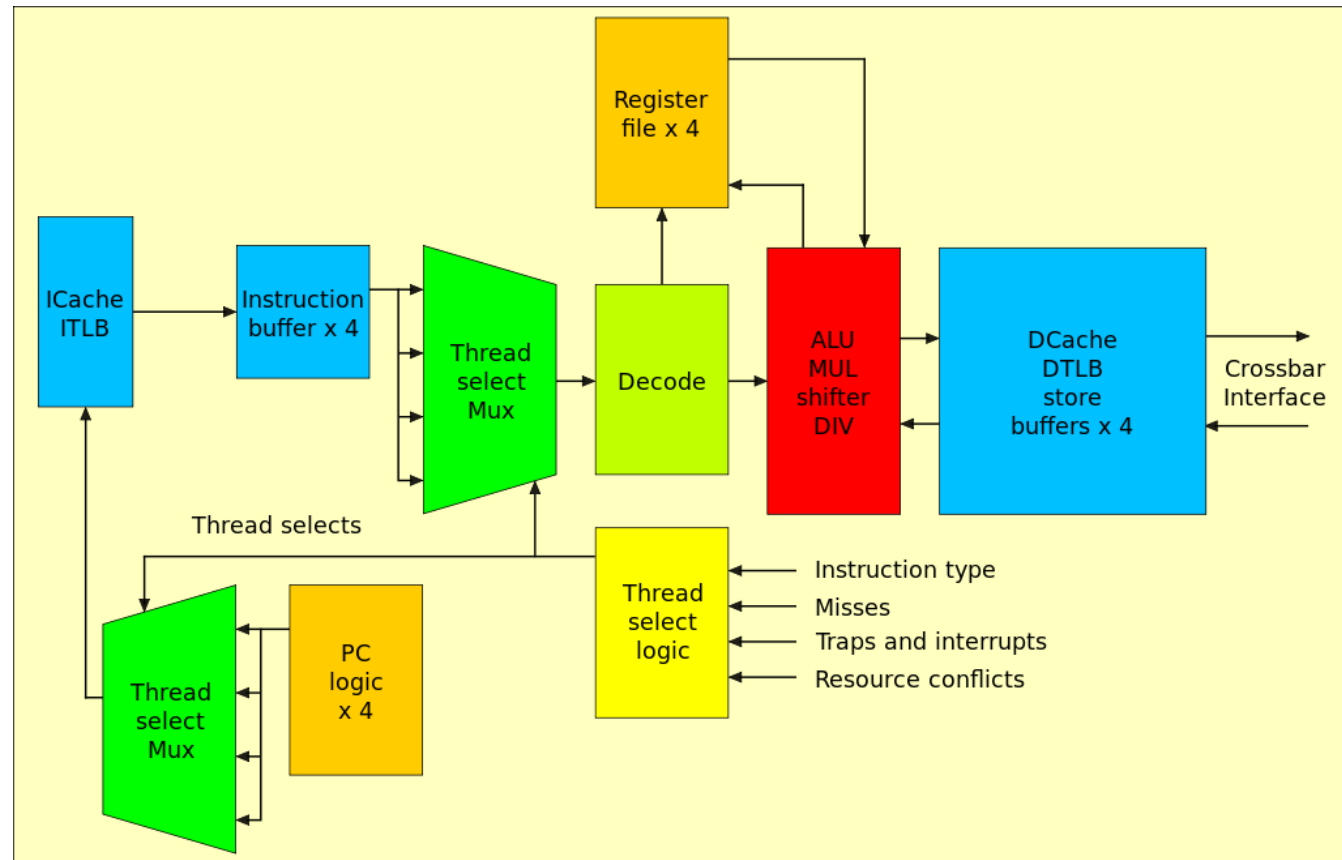 Register
file x 4
ICache
ITLB
Instruction
buffer x 4
Thread
select
Mux
Decode
ALU
MUL
shifter
DIV
DCache
DTLB
store
buffers x 4
Crossbar
Interface
Thread selects
Thread
select
Mux
PC
logic
x 4
Thread
select
logic
Instruction type
Misses
Traps and interrupts
Resource conflicts